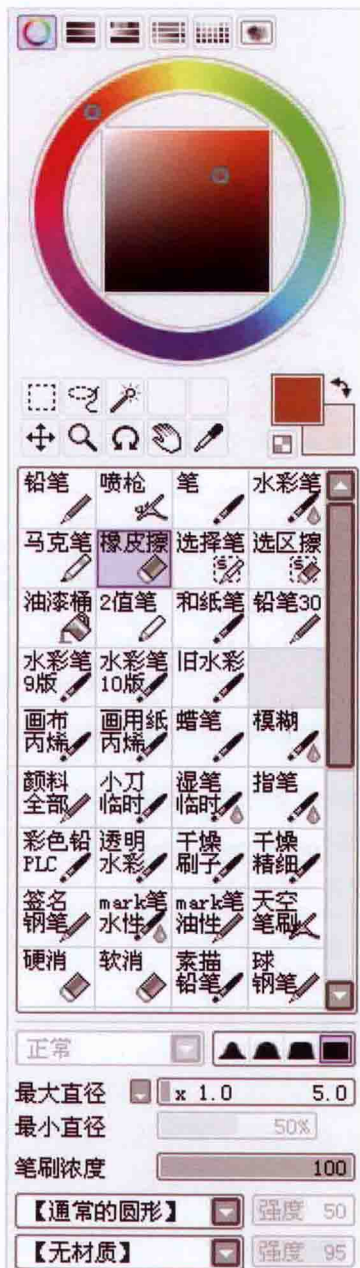 铅笔 喷枪 笔 水彩笔
马克笔 橡皮擦 选择笔 选区擦
油漆桶 2值笔 和紙笔 铅笔30
水彩笔 水彩笔 旧水彩
9版 10版
画布 画用紙 蜡笔 模糊
丙烯 丙烯
颜料 小刀 湿笔 指笔
全部 临时 临时
彩色铅 透明 干燥 干燥
PLC 水彩 刷子 精细
签名 mark笔 mark笔 天空
钢笔 水性 油性 笔刷
硬消 软消 素描 球
铅笔 钢笔
正常
最大直径 x 1.0 5.0
最小直径 50%
笔刷浓度 100
【通常的圆形】 强度 50
【无材质】 强度 95